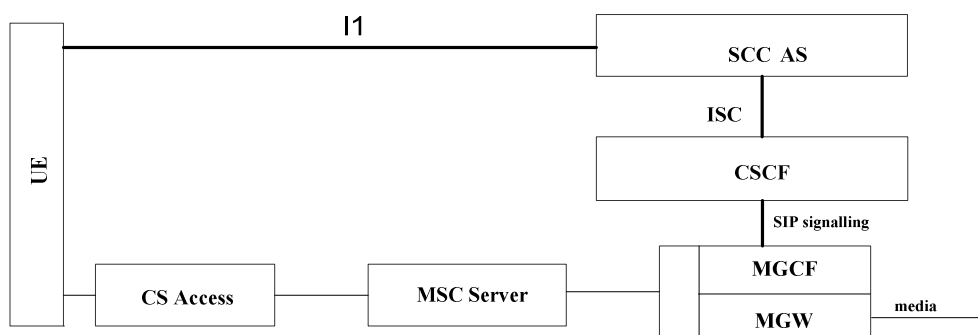 I1
SCC AS
ISC
UE
CSCF
SIP signalling
MGCF
CS Access
MSC Server
media
MGW